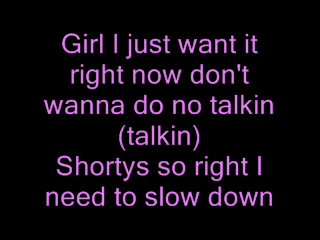 Girl I just want it
right now don't
wanna do no talkin
(talkin)
Shortys so right I
need to slow down